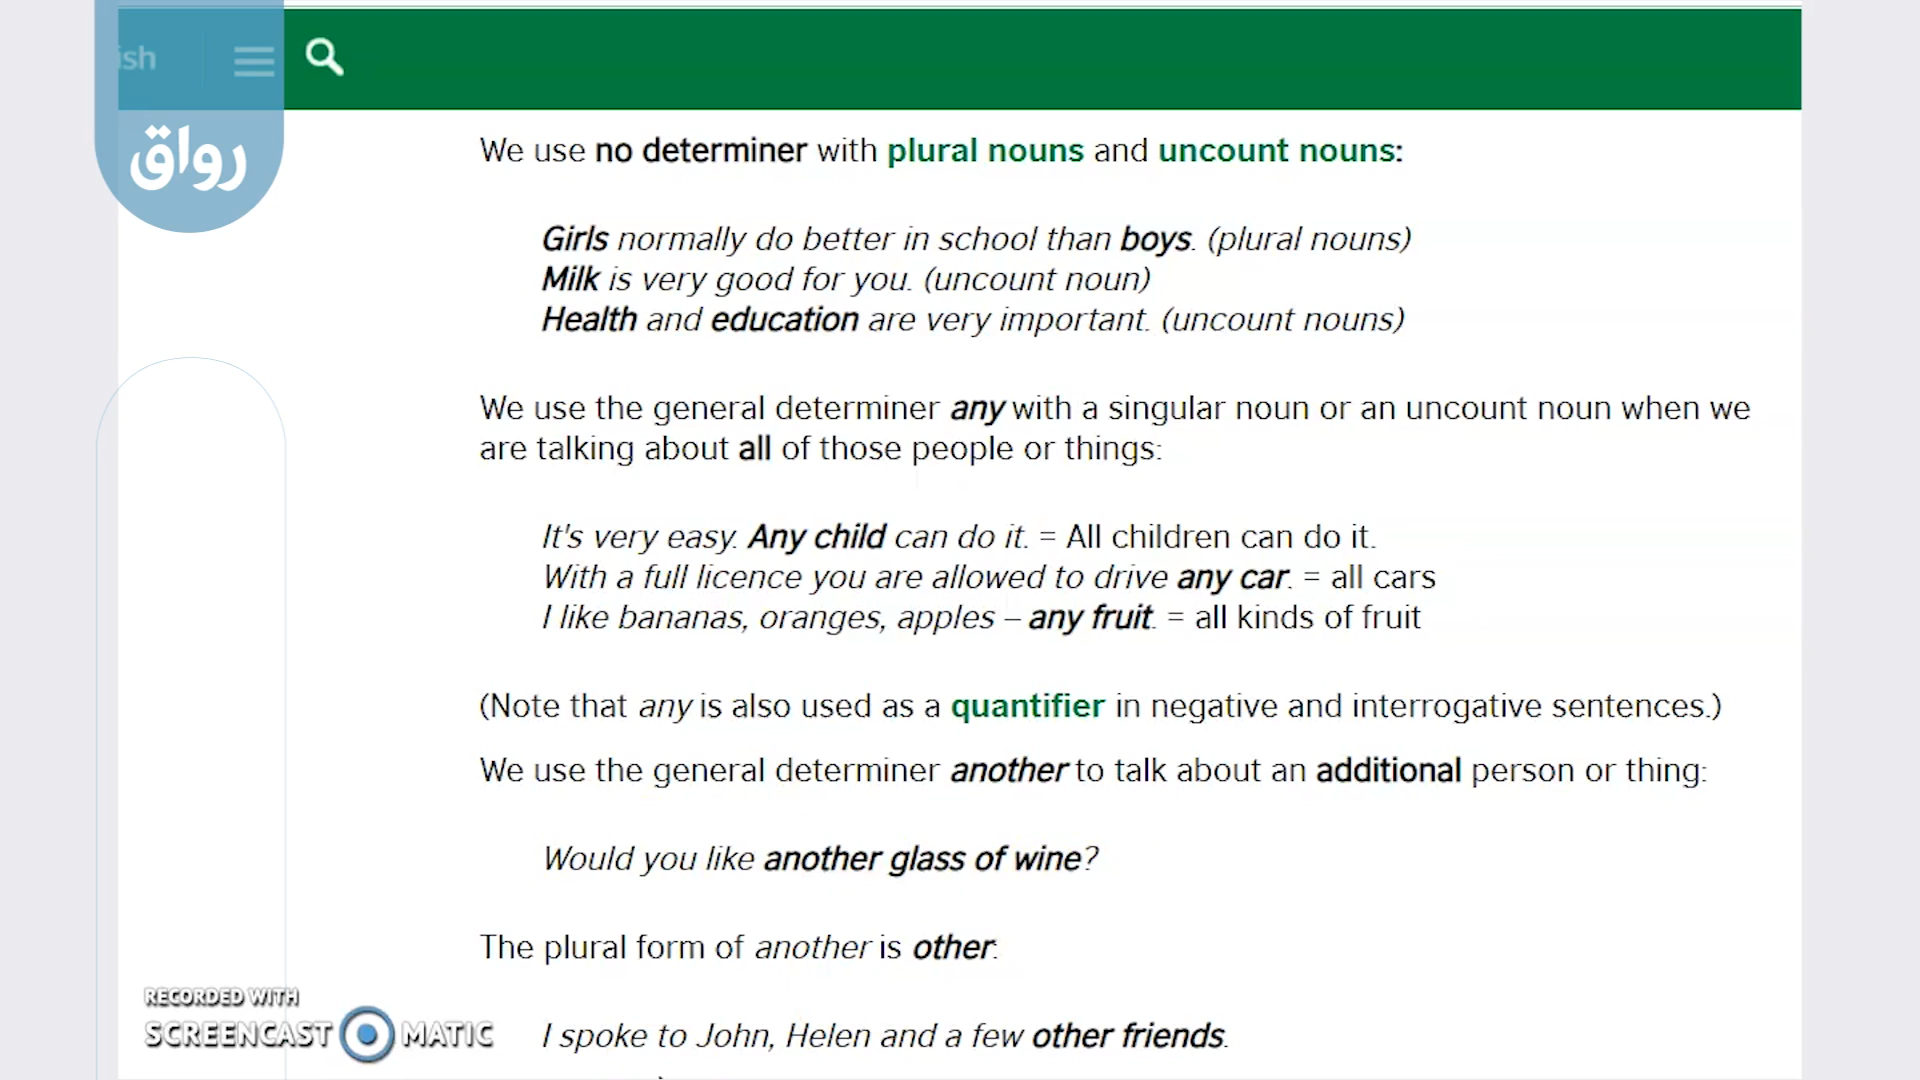 ish
رواق
We use no determiner with plural nouns and uncount nouns:
Girls normally do better in school than boys. (plural nouns)
Milk is very good for you. (uncount noun)
Health and education are very important. (uncount nouns)
We use the general determiner any with a singular noun or an uncount noun when we
are talking about all of those people or things:
It's very easy. Any child can do it. = All children can do it.
With a full licence you are allowed to drive any car. = all cars
I like bananas, oranges, apples – any fruit. = all kinds of fruit
(Note that any is also used as a quantifier in negative and interrogative sentences.)
We use the general determiner another to talk about an additional person or thing:
Would you like another glass of wine?
The plural form of another is other:
I spoke to John, Helen and a few other friends.
RECORDED WITH
SCREENCAST MATIC